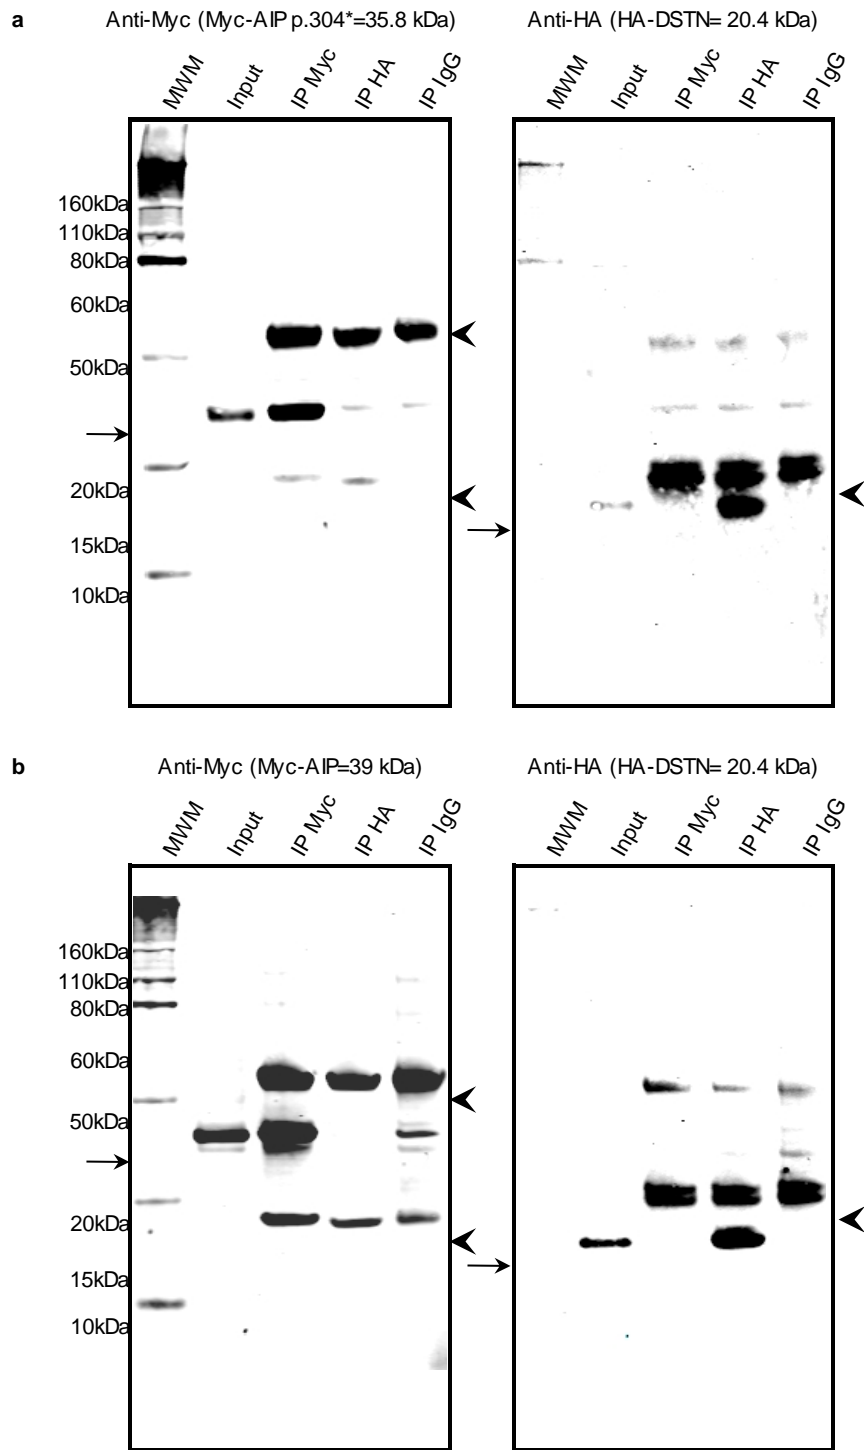 a
Anti-Myc (Myc-AIP p.304*=35.8 kDa)
Anti-HA (HA-DSTN= 20.4 kDa)
MWM
Input
IP Myc
IP HA
IP IgG
MWM
Input
IP Myc
IP HA
IP IgG
160kDa
110kDa
80kDa
60kDa
50kDa
20kDa
15kDa
10kDa
b
Anti-Myc (Myc-AIP=39 kDa)
Anti-HA (HA-DSTN= 20.4 kDa)
MWM
Input
IP Myc
IP HA
IP IgG
MWM
Input
IP Myc
IP HA
IP IgG
160kDa
110kDa
80kDa
60kDa
50kDa
20kDa
15kDa
10kDa